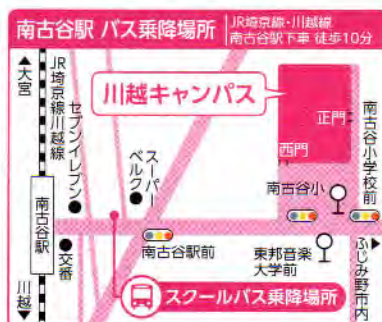 南古谷駅 バス乗降場所
JR埼京線・川越線
南古谷駅下車 徒歩10分
▲大宮
JR埼京線川越線
セブンイレブン
スーパー
ベルク
川越キャンパス
正門
西門
南古谷小
南古谷小学校前
南古谷駅
交番
南古谷駅前
東邦音楽
大学前
ふじみ野市内▶
川越▼
スクールバス乗降場所